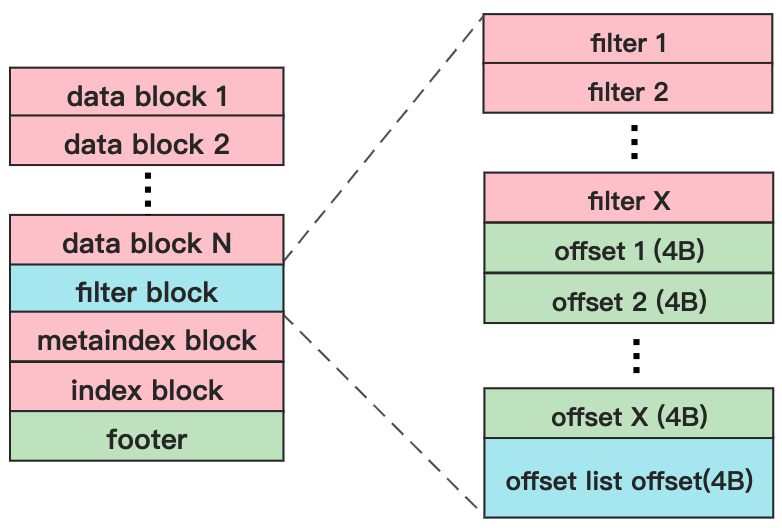 data block 1
data block 2
data block N
filter block
metaindex block
index block
footer
filter 1
filter 2
filter X
offset 1 (4B)
offset 2 (4B)
offset X (4B)
offset list offset(4B)